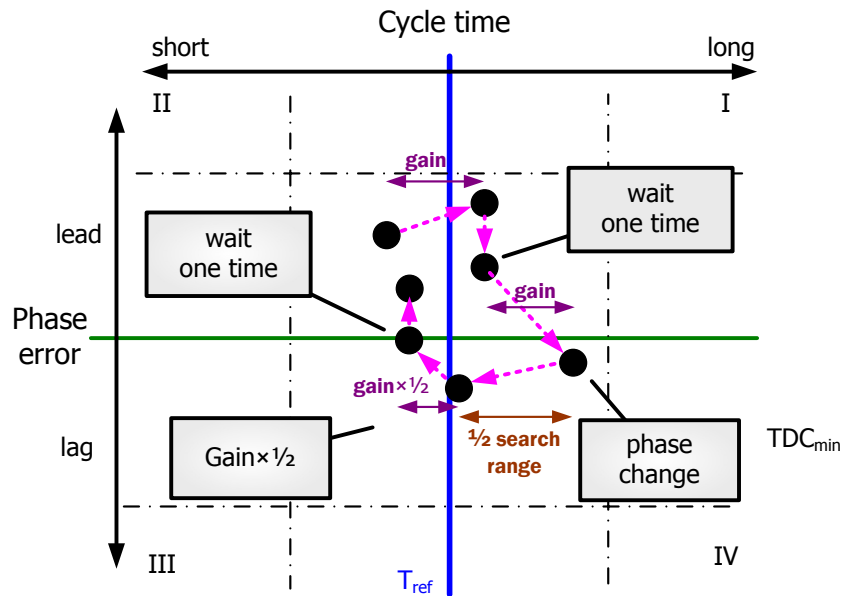 Cycle time
short
long
II
I
gain
wait
one time
lead
wait
one time
gain
Phase
error
gain×½
½ search
range
lag
Gain×½
phase
change
TDCmin
III
IV
Tref